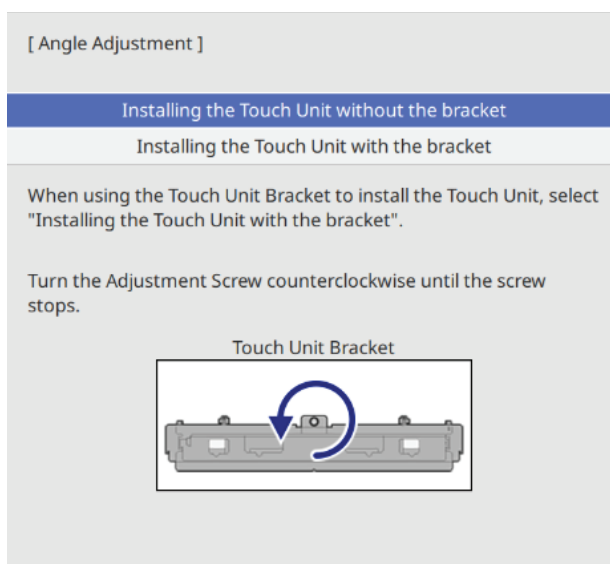 [ Angle Adjustment ]
Installing the Touch Unit without the bracket
Installing the Touch Unit with the bracket
When using the Touch Unit Bracket to install the Touch Unit, select
"Installing the Touch Unit with the bracket".
Turn the Adjustment Screw counterclockwise until the screw
stops.
Touch Unit Bracket